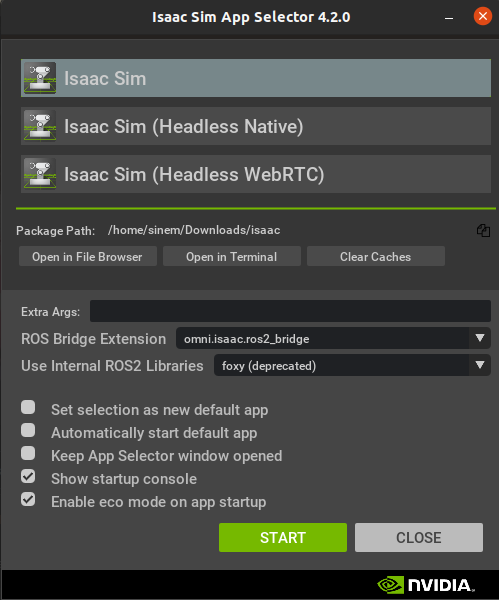 Isaac Sim App Selector 4.2.0
Isaac Sim
Isaac Sim (Headless Native)
Isaac Sim (Headless WebRTC)
Package Path: /home/sinem/Downloads/isaac
Open in File Browser Open in Terminal Clear Caches
Extra Args:
ROS Bridge Extension omni.isaac.ros2_bridge
Use Internal ROS2 Libraries foxy (deprecated)
Set selection as new default app
Automatically start default app
Keep App Selector window opened
Show startup console
Enable eco mode on app startup
START CLOSE
NVIDIA.